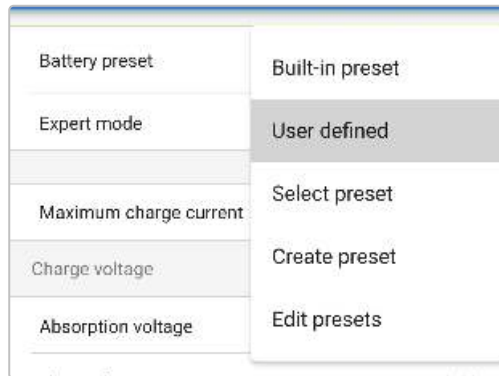 Battery preset
Built-in preset
Expert mode
User defined
Select preset
Maximum charge current
Create preset
Charge voltage
Edit presets
Absorption voltage